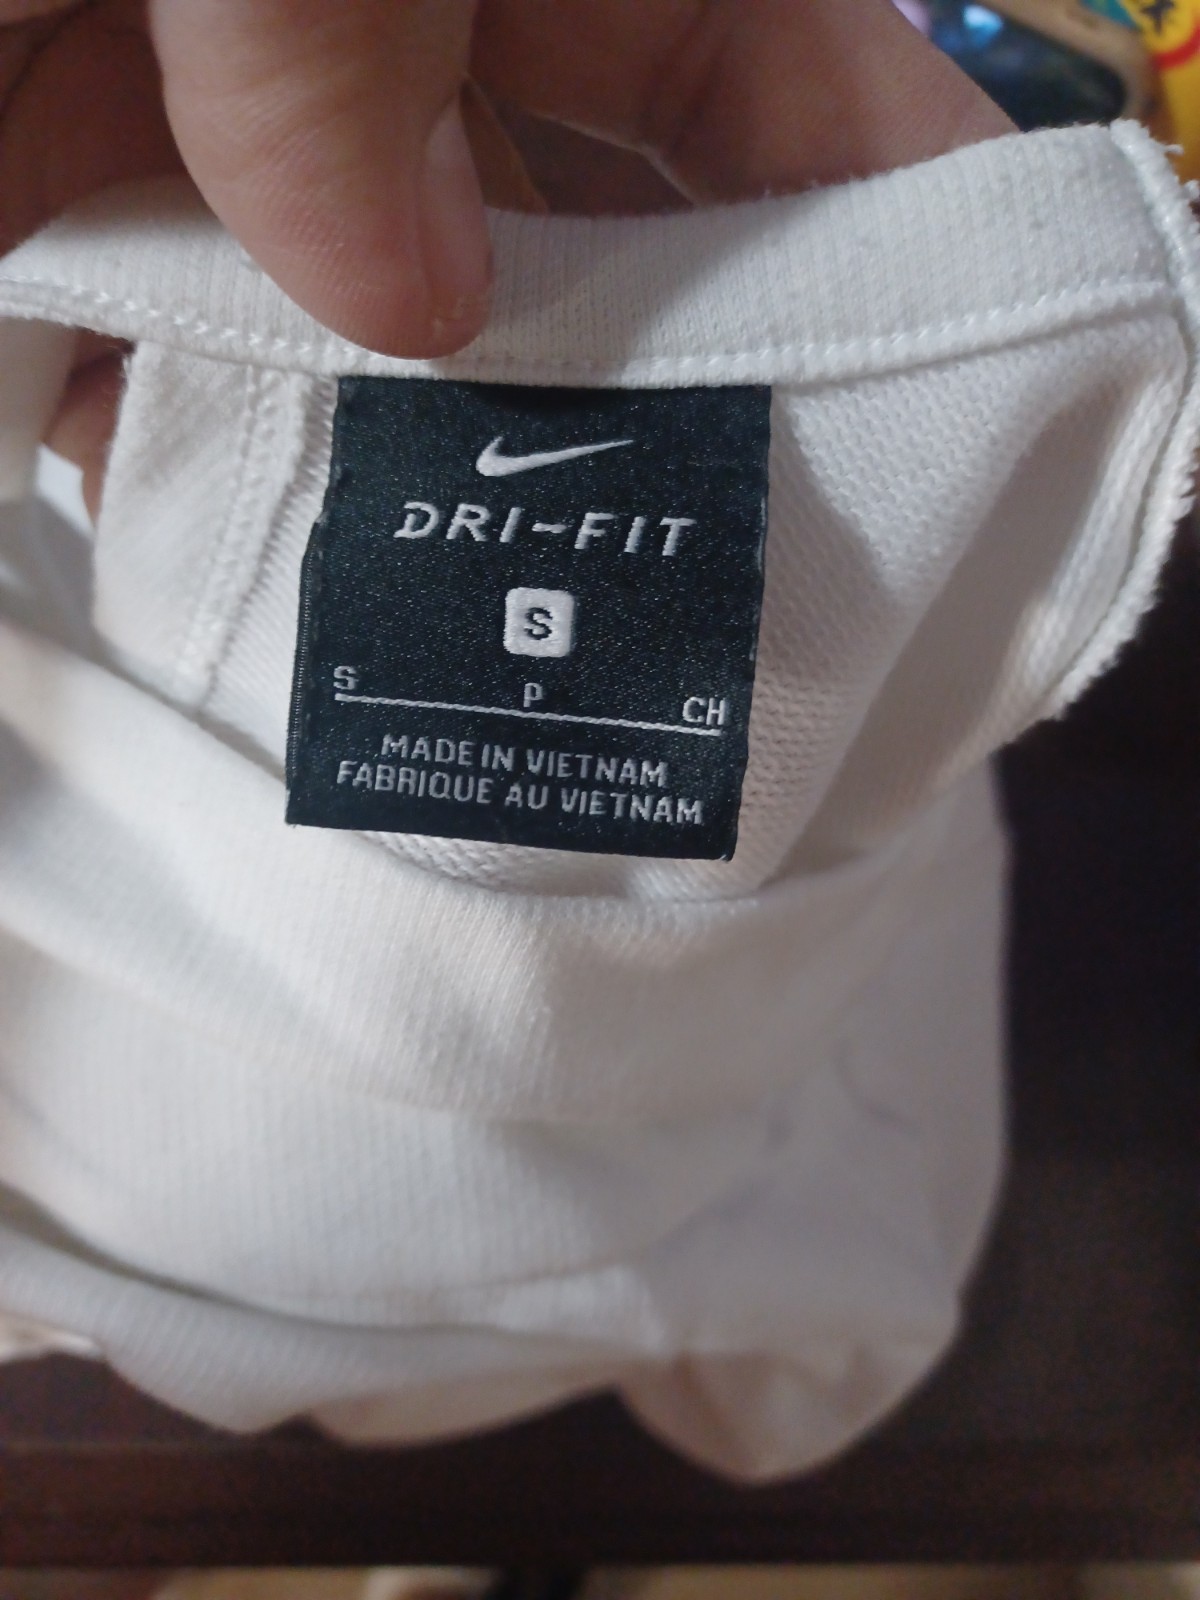 DRI-FIT
S
S P CH
MADE IN VIETNAM
FABRIQUE AU VIETNAM